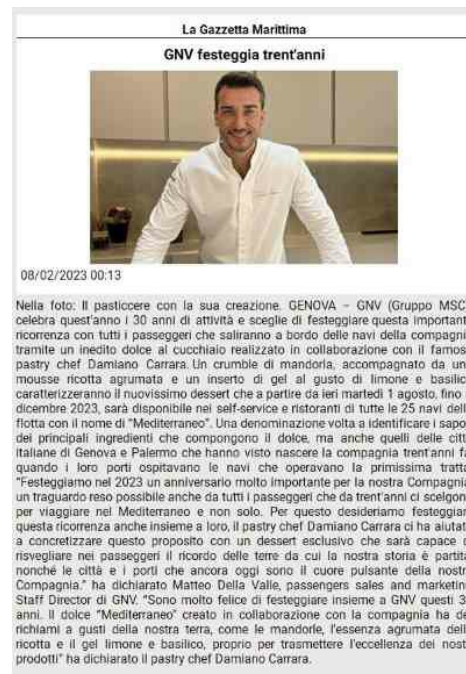 La Gazzetta Marittima
GNV festeggia trent'anni
08/02/2023 00:13
Nella foto: Il pasticcere con la sua creazione. GENOVA – GNV (Gruppo MSC)
celebra quest'anno i 30 anni di attività e sceglie di festeggiare questa important
ricorrenza con tutti i passeggeri che saliranno a bordo delle navi della compagni
tramite un inedito dolce al cucchiaio realizzato in collaborazione con il famos
pastry chef Damiano Carrara. Un crumble di mandorla, accompagnato da un
mousse ricotta agrumata e un inserto di gel al gusto di limone e basilic
caratterizzeranno il nuovissimo dessert che a partire da ieri martedì 1 agosto, fino
dicembre 2023, sarà disponibile nei self-service e ristoranti di tutte le 25 navi dell
flotta con il nome di "Mediterraneo". Una denominazione volta a identificare i sapo
dei principali ingredienti che compongono il dolce, ma anche quelli delle citt
italiane di Genova e Palermo che hanno visto nascere la compagnia trent'anni fa
quando i loro porti ospitavano le navi che operavano la primissima tratta
"Festeggiamo nel 2023 un anniversario molto importante per la nostra Compagnia
un traguardo reso possibile anche da tutti i passeggeri che da trent'anni ci scelgon
per viaggiare nel Mediterraneo e non solo. Per questo desideriamo festeggiar
questa ricorrenza anche insieme a loro, il pastry chef Damiano Carrara ci ha aiutat
a concretizzare questo proposito con un dessert esclusivo che sarà capace d
risvegliare nei passeggeri il ricordo delle terre da cui la nostra storia è partita
nonché le città e i porti che ancora oggi sono il cuore pulsante della nostr
Compagnia." ha dichiarato Matteo Della Valle, passengers sales and marketin
Staff Director di GNV. "Sono molto felice di festeggiare insieme a GNV questi 3
anni. Il dolce "Mediterraneo" creato in collaborazione con la compagnia ha de
richiami a gusti della nostra terra, come le mandorle, l'essenza agrumata dell
ricotta e il gel limone e basilico, proprio per trasmettere l'eccellenza dei nost
prodotti" ha dichiarato il pastry chef Damiano Carrara.